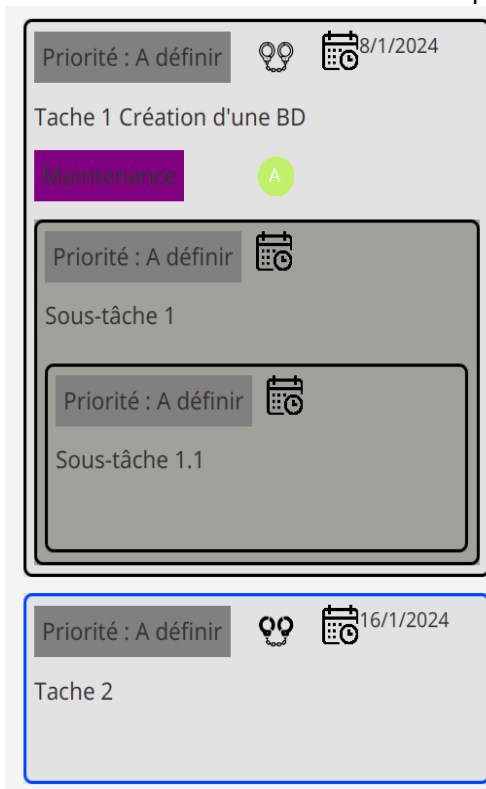 Priorité : A définir 8/1/2024
Tache 1 Création d'une BD
Maintenance A
Priorité : A définir
Sous-tâche 1
Priorité : A définir
Sous-tâche 1.1
Priorité : A définir 16/1/2024
Tache 2